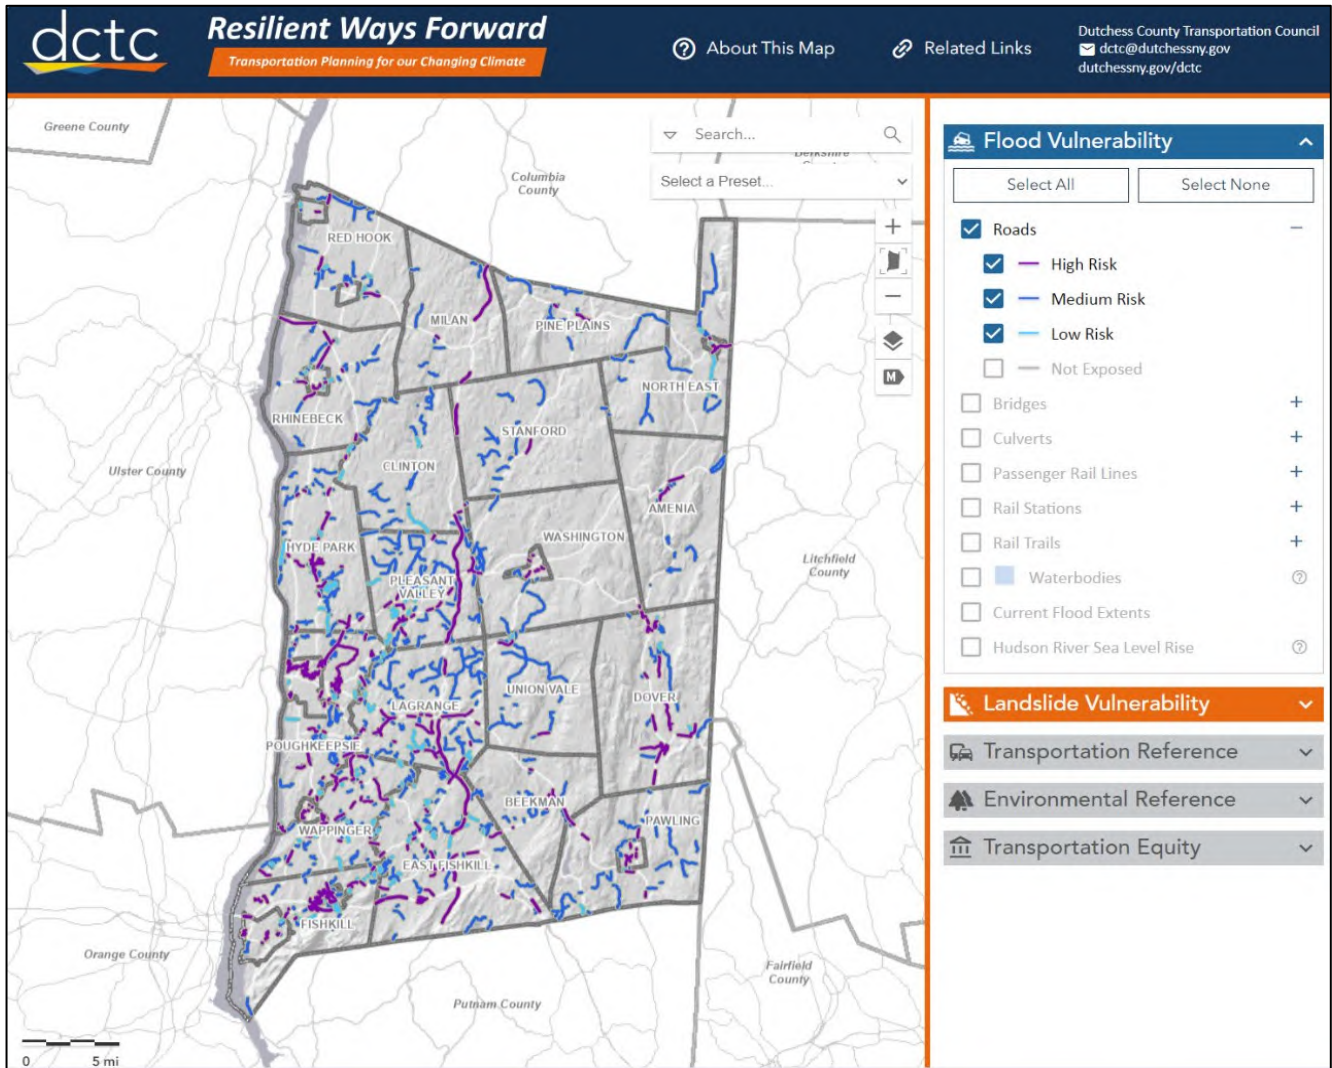 dctc
Resilient Ways Forward
Transportation Planning for our Changing Climate
About This Map
Related Links
Dutchess County Transportation Council
dctc@dutchessny.gov
dutchessny.gov/dctc
Greene County
Columbia
County
Search...
Select a Preset...
Flood Vulnerability
Select All
Select None
Roads
High Risk
Medium Risk
Low Risk
Not Exposed
Bridges
Culverts
Passenger Rail Lines
Rail Stations
Rail Trails
Waterbodies
Current Flood Extents
Hudson River Sea Level Rise
Landslide Vulnerability
Transportation Reference
Environmental Reference
Transportation Equity
M
RED HOOK
MILAN
PINE PLAINS
NORTH EAST
RHINEBECK
STANFORD
CLINTON
Ulster County
AMENIA
HYDE PARK
WASHINGTON
Litchfield
County
PLEASANT
VALLEY
UNION VALE
DOVER
LAGRANGE
POUGHKEEPSIE
BEEKMAN
PAWLING
WAPPINGER
EAST FISHKILL
FISHKILL
Orange County
Fairfield
County
Putnam County
0 5 mi